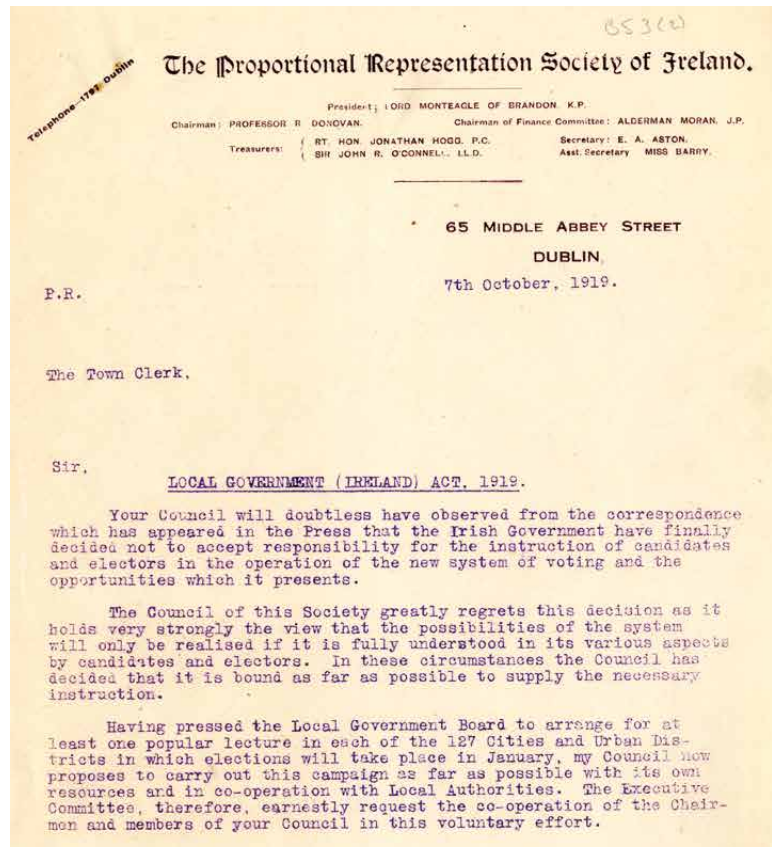 B53(2)
Telephone—1797 Dublin
The Proportional Representation Society of Ireland.
President; LORD MONTEAGLE OF BRANDON. K.P.
Chairman: PROFESSOR R DONOVAN. Chairman of Finance Committee: ALDERMAN MORAN. J.P.
Treasurers: { RT. HON. JONATHAN HOGG. P.C. Secretary: E. A. ASTON.
{ SIR JOHN R. O'CONNELL. LL.D. Asst. Secretary MISS BARRY.
65 MIDDLE ABBEY STREET
DUBLIN,
7th October, 1919.
P.R.
The Town Clerk,
Sir,
LOCAL GOVERNMENT (IRELAND) ACT, 1919.
Your Council will doubtless have observed from the correspondence
which has appeared in the Press that the Irish Government have finally
decided not to accept responsibility for the instruction of candidates
and electors in the operation of the new system of voting and the
opportunities which it presents.
The Council of this Society greatly regrets this decision as it
holds very strongly the view that the possibilities of the system
will only be realised if it is fully understood in its various aspects
by candidates and electors. In these circumstances the Council has
decided that it is bound as far as possible to supply the necessary
instruction.
Having pressed the Local Government Board to arrange for at
least one popular lecture in each of the 127 Cities and Urban Dis-
tricts in which elections will take place in January, my Council now
proposes to carry out this campaign as far as possible with its own
resources and in co-operation with Local Authorities. The Executive
Committee, therefore, earnestly request the co-operation of the Chair-
men and members of your Council in this voluntary effort.